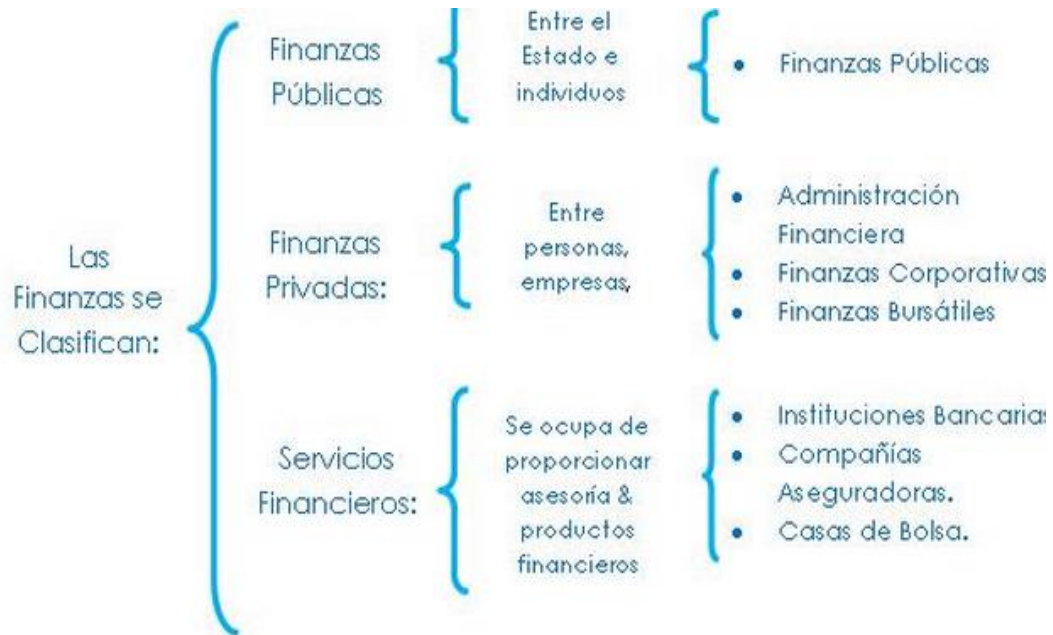 Las
Finanzas se
Clasifican:
Finanzas
Públicas
Entre el
Estado e
individuos
• Finanzas Públicas
Finanzas
Privadas:
Entre
personas,
empresas,
• Administración
Financiera
• Finanzas Corporativas
• Finanzas Bursátiles
Servicios
Financieros:
Se ocupa de
proporcionar
asesoría &
productos
financieros
• Instituciones Bancarias
• Compañías
Aseguradoras.
• Casas de Bolsa.